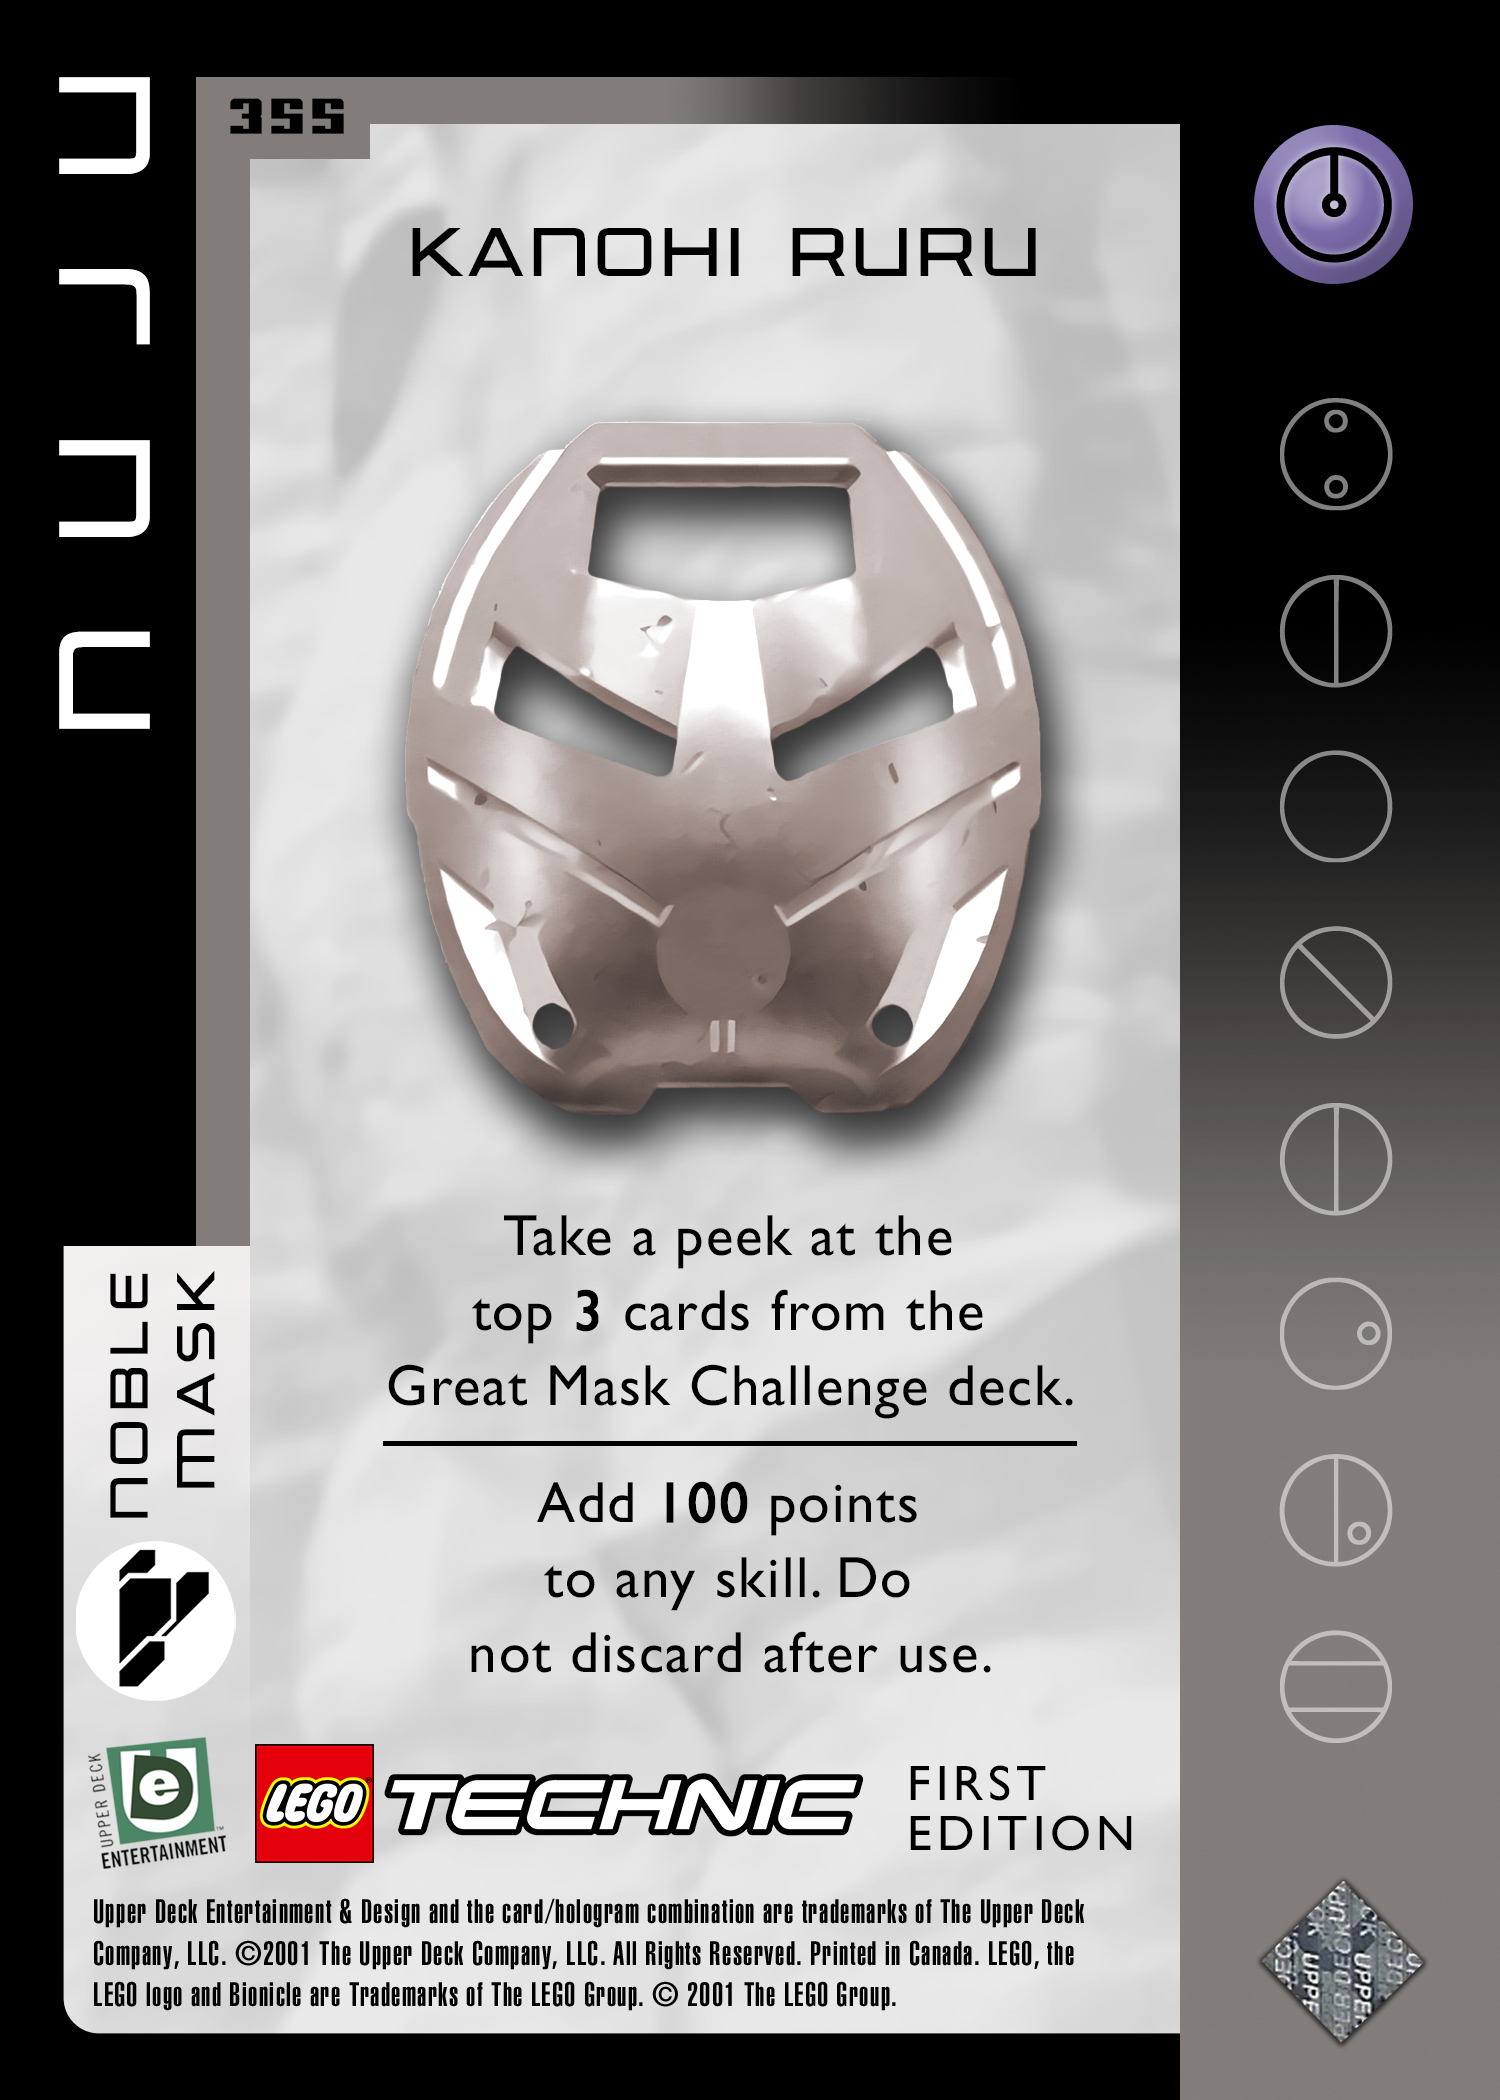 NUJU
355
KANOHI RURU
Take a peek at the
top 3 cards from the
Great Mask Challenge deck.
Add 100 points
to any skill. Do
not discard after use.
NOBLE
MASK
UPPER DECK
ENTERTAINMENT
LEGO TECHNIC
FIRST
EDITION
Upper Deck Entertainment & Design and the card/hologram combination are trademarks of The Upper Deck
Company, LLC. ©2001 The Upper Deck Company, LLC. All Rights Reserved. Printed in Canada. LEGO, the
LEGO logo and Bionicle are Trademarks of The LEGO Group. © 2001 The LEGO Group.